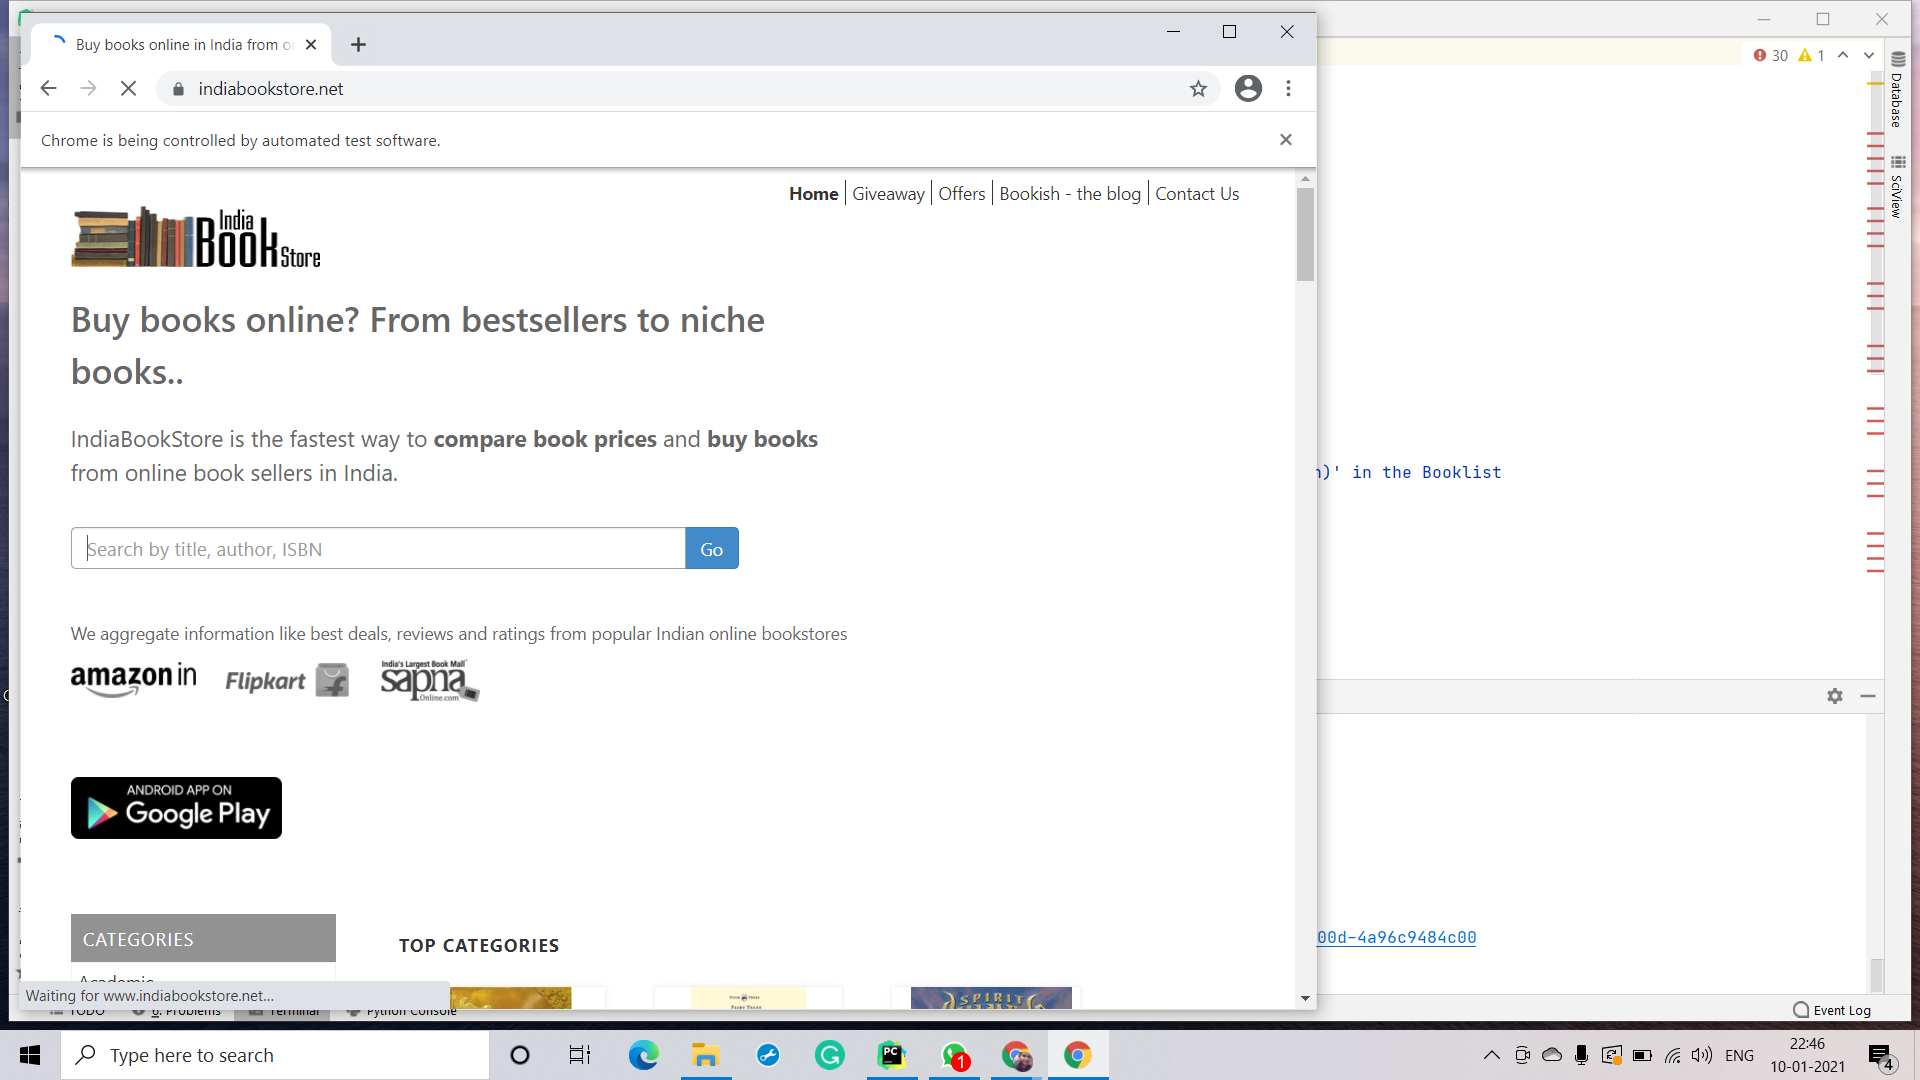 Buy books online in India from o
indiabookstore.net
Chrome is being controlled by automated test software.
Home Giveaway Offers Bookish - the blog Contact Us
India
Book Store
Buy books online? From bestsellers to niche
books..
IndiaBookStore is the fastest way to compare book prices and buy books
from online book sellers in India.
Search by title, author, ISBN
Go
We aggregate information like best deals, reviews and ratings from popular Indian online bookstores
amazon in
Flipkart
India's Largest Book Mall
sapna
Online.com
ANDROID APP ON
Google Play
CATEGORIES
TOP CATEGORIES
Academic
SPIRIT
Waiting for www.indiabookstore.net...
30 1
Database
SciView
)' in the Booklist
00d-4a96c9484c00
TODO 6: Problems Terminal Python Console
Event Log
Type here to search
PC
1
ENG
22:46
10-01-2021
4